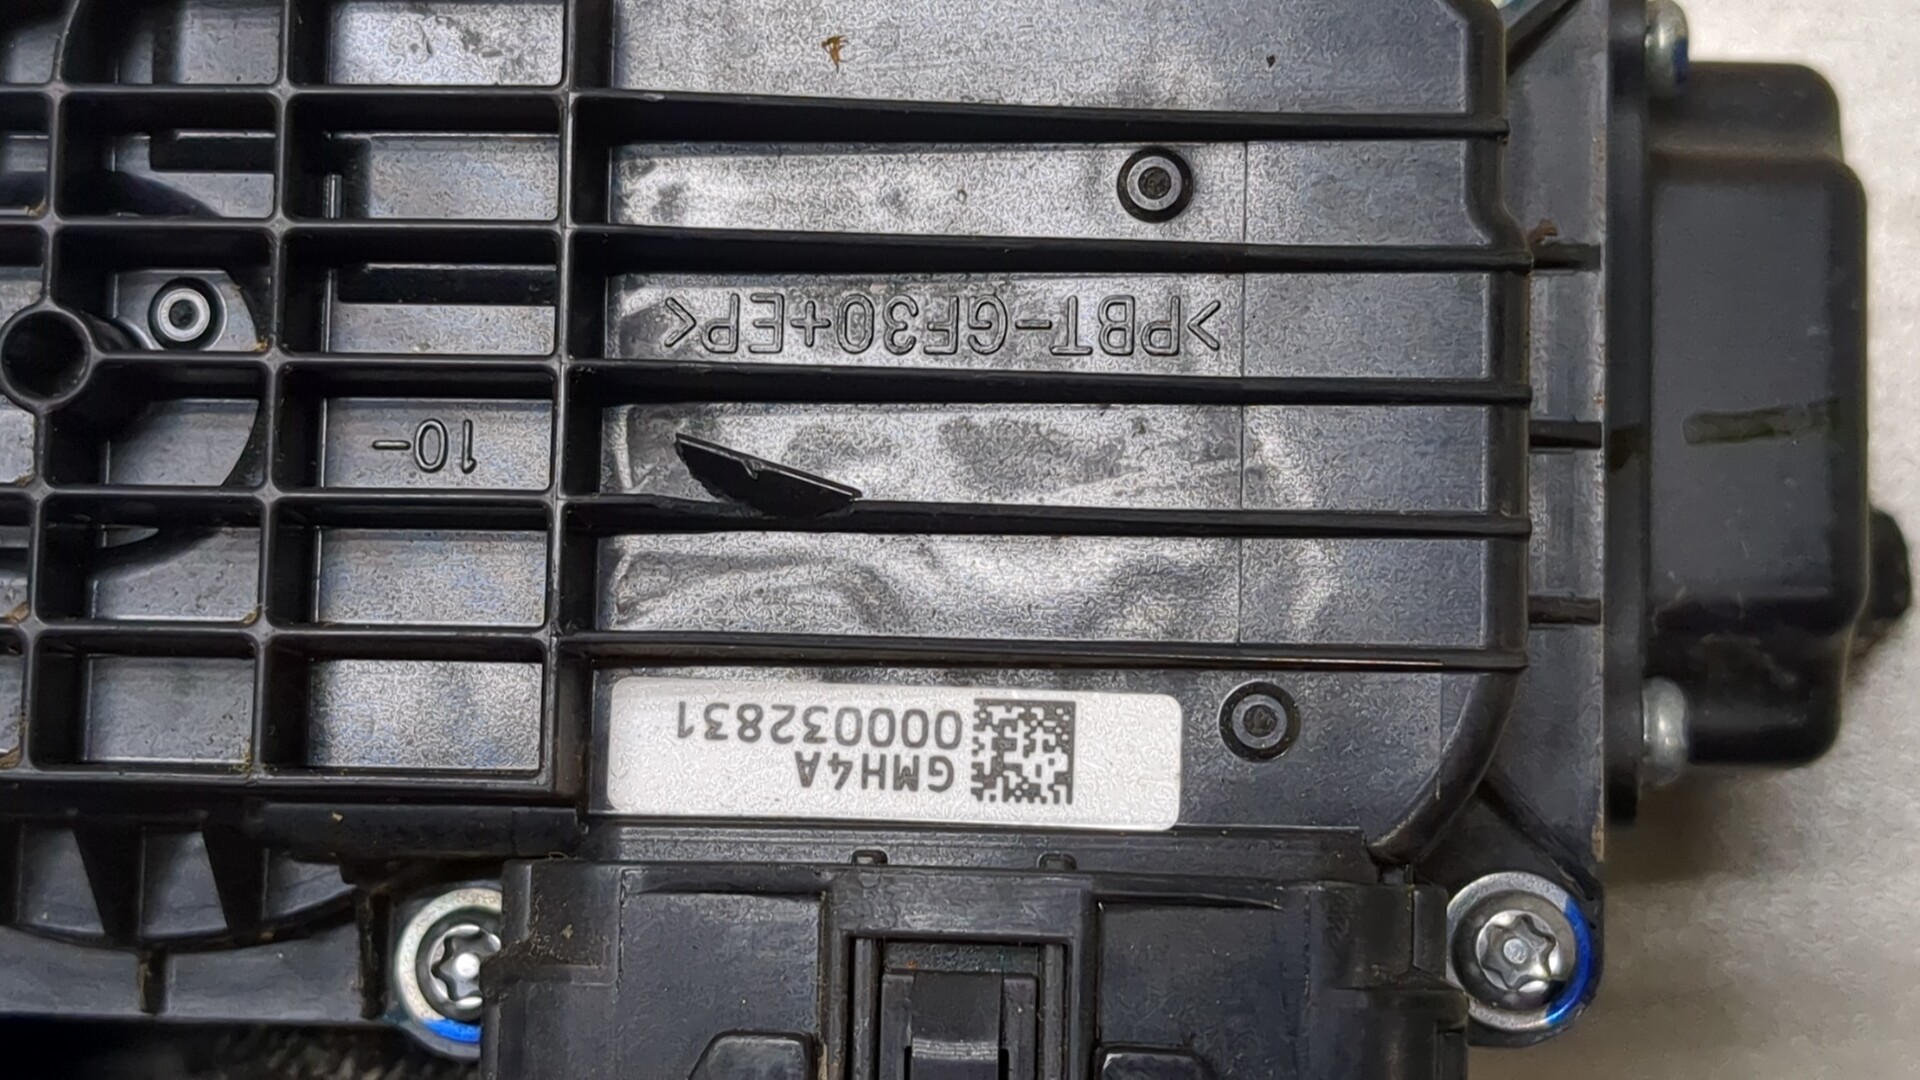 GMH4A
000032831
10-
>PBT-GF30+EP<